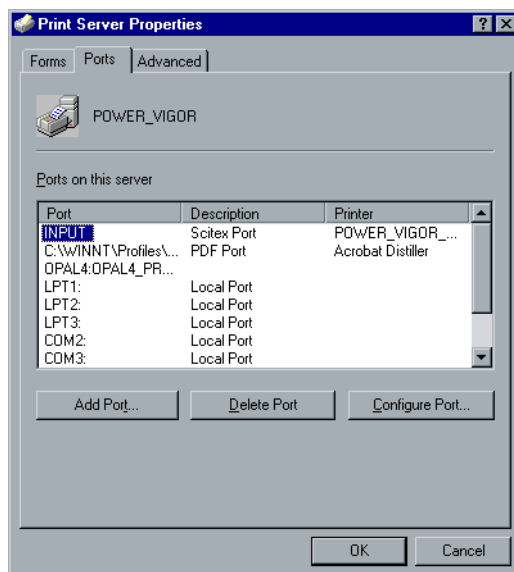 Print Server Properties
Forms Ports Advanced
POWER_VIGOR
Ports on this server
Port Description Printer
INPUT Scitex Port POWER_VIGOR_...
C:\WINNT\Profiles\... PDF Port Acrobat Distiller
OPAL4:OPAL4_PR...
LPT1: Local Port
LPT2: Local Port
LPT3: Local Port
COM2: Local Port
COM3: Local Port
Add Port... Delete Port Configure Port...
OK Cancel